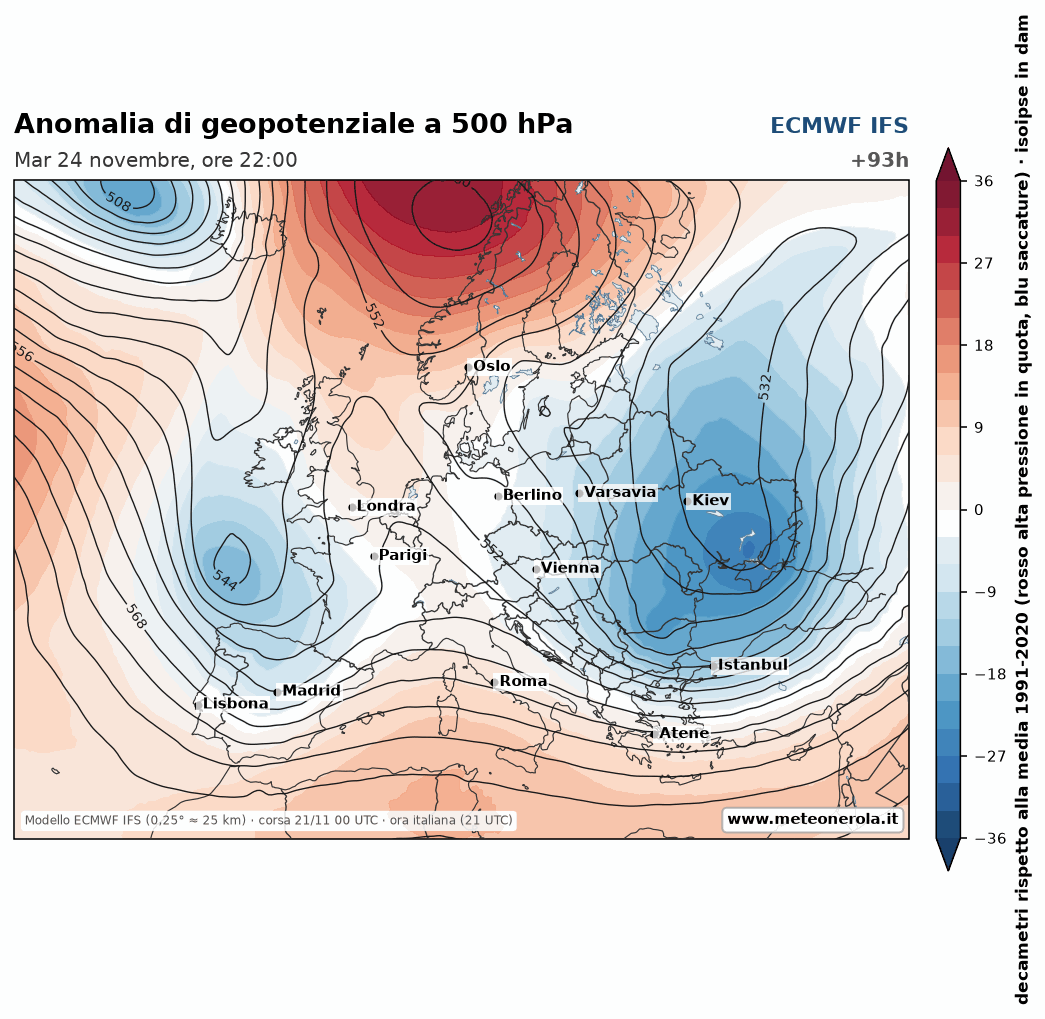 Anomalia di geopotenziale a 500 hPa
ECMWF IFS
Mar 24 novembre, ore 22:00
+93h
508
552
556
532
Oslo
Berlino
Varsavia
Kiev
Londra
Parigi
552
Vienna
544
568
Istanbul
Roma
Madrid
Lisbona
Atene
Modello ECMWF IFS (0,25° ≈ 25 km) · corsa 21/11 00 UTC · ora italiana (21 UTC)
www.meteonerola.it
36
27
18
9
0
−9
−18
−27
−36
decametri rispetto alla media 1991-2020 (rosso alta pressione in quota, blu saccature) · isoipse in dam